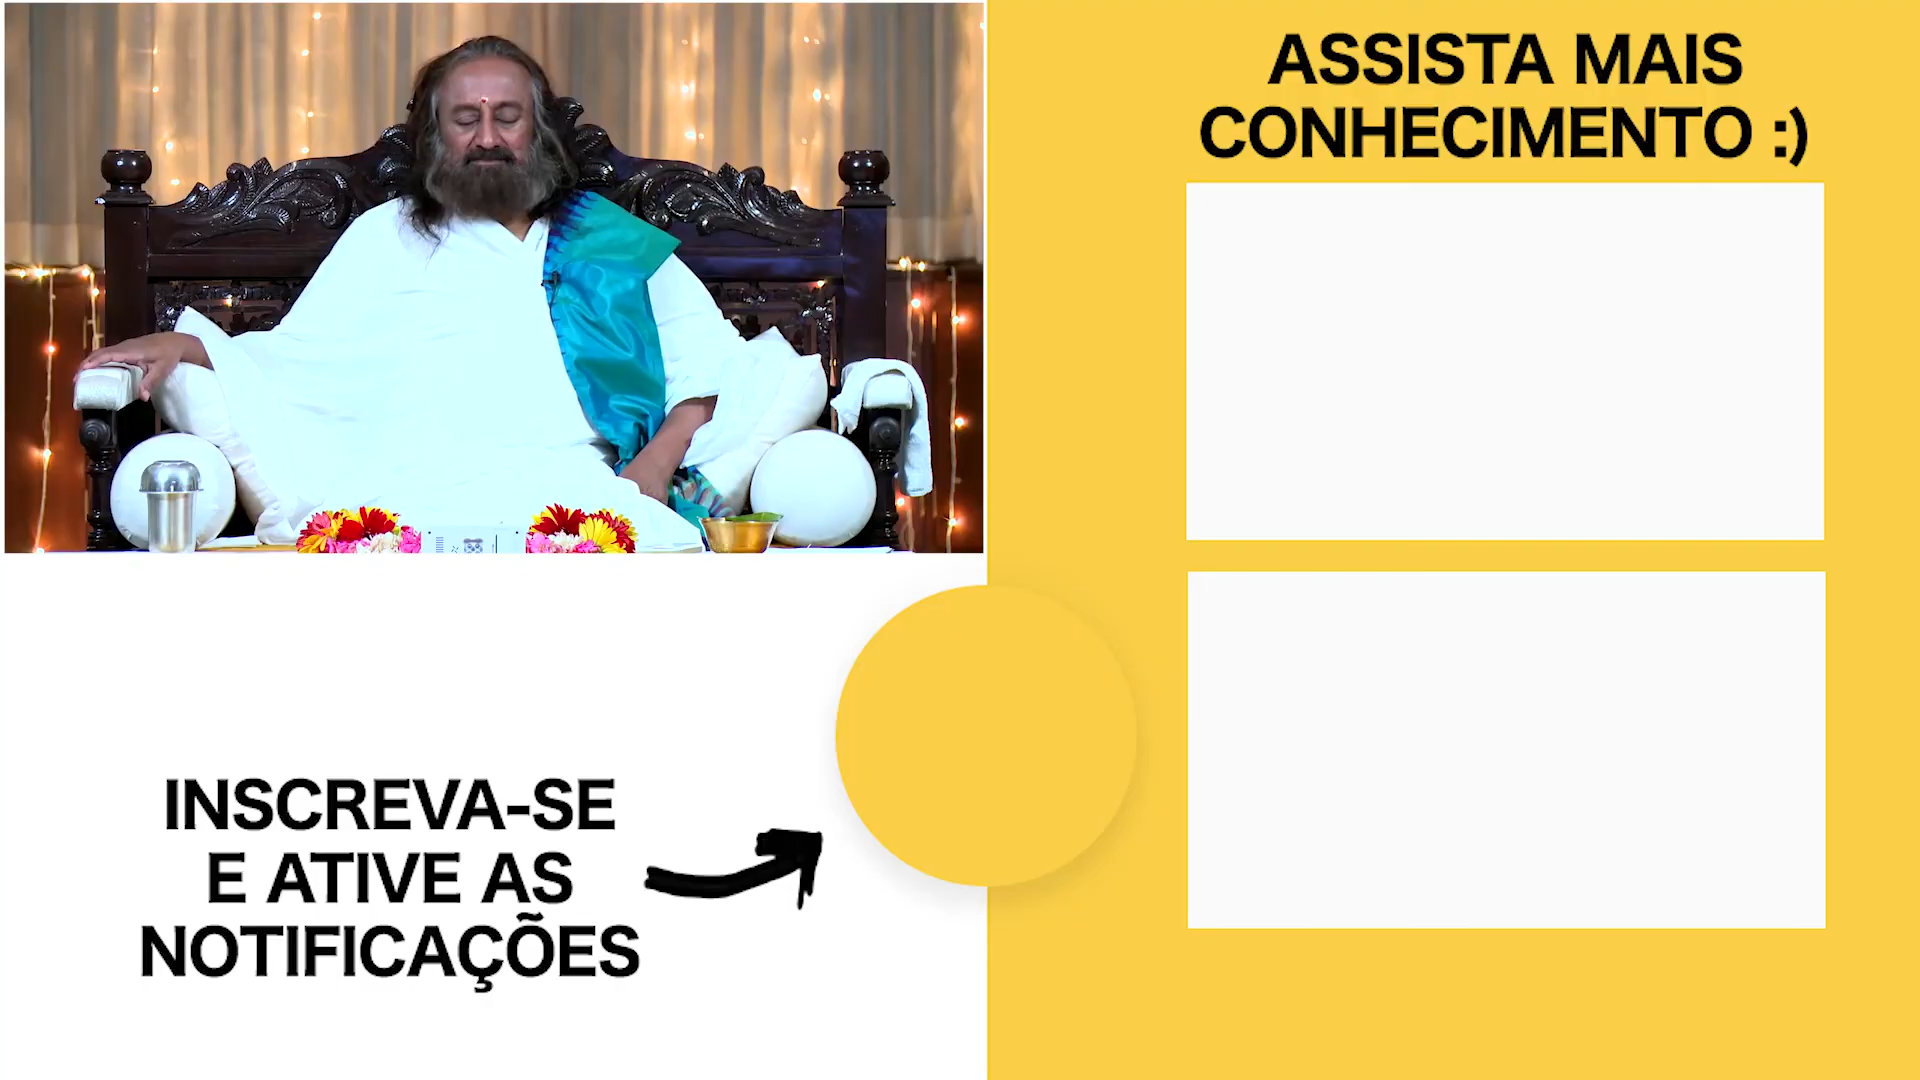 ASSISTA MAIS
CONHECIMENTO :)
INSCREVA-SE
E ATIVE AS
NOTIFICAÇÕES